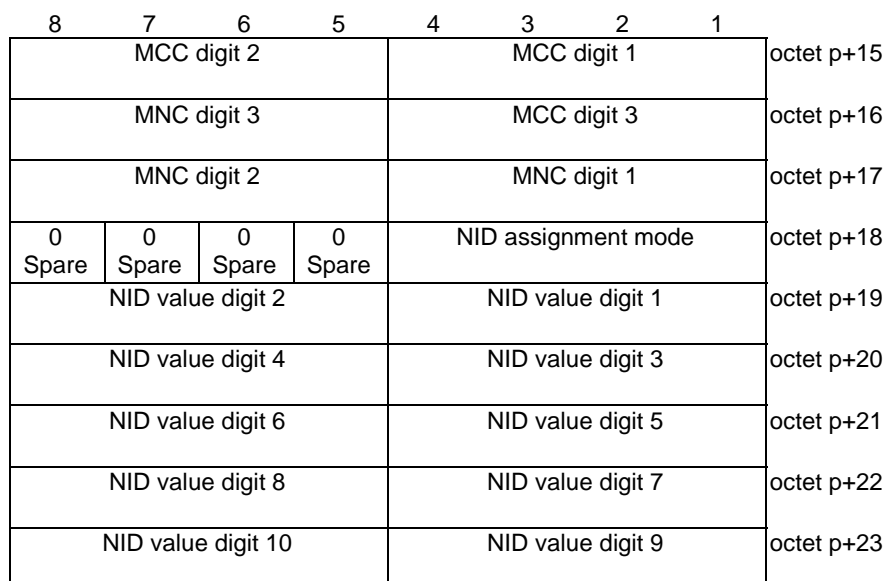 8 7 6 5 4 3 2 1
MCC digit 2 MCC digit 1 octet p+15
MNC digit 3 MCC digit 3 octet p+16
MNC digit 2 MNC digit 1 octet p+17
0 0 0 0 NID assignment mode octet p+18
Spare Spare Spare Spare
NID value digit 2 NID value digit 1 octet p+19
NID value digit 4 NID value digit 3 octet p+20
NID value digit 6 NID value digit 5 octet p+21
NID value digit 8 NID value digit 7 octet p+22
NID value digit 10 NID value digit 9 octet p+23